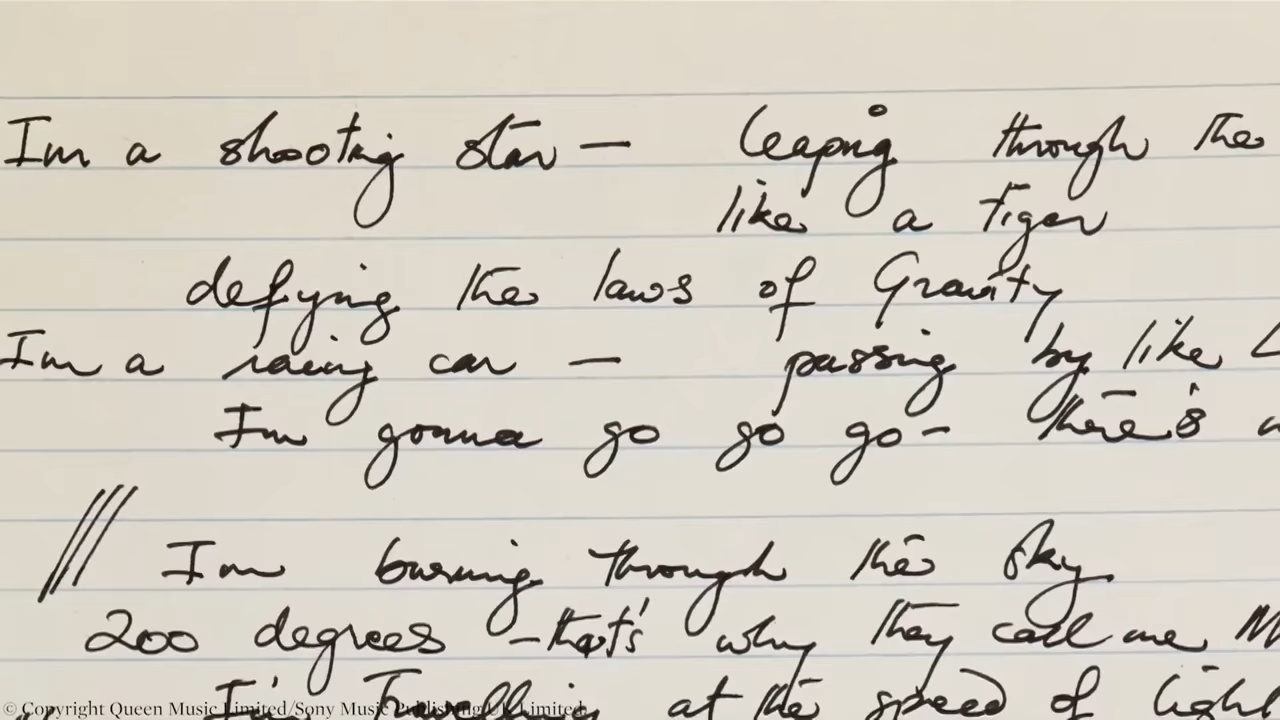 Im a shooting star — leaping through the
like a tiger
defying the laws of Gravity
Im a racing car — passing by like L
Im gonna go go go - there's
Im burning through the sky
200 degrees - that's why they call me M
I'm Travelling at the speed of light
© Copyright Queen Music Limited/Sony Music Publishing UK Limited